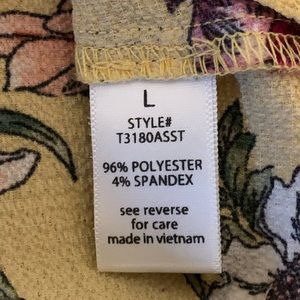 L
STYLE#
T3180ASST
96% POLYESTER
4% SPANDEX
see reverse
for care
made in vietnam